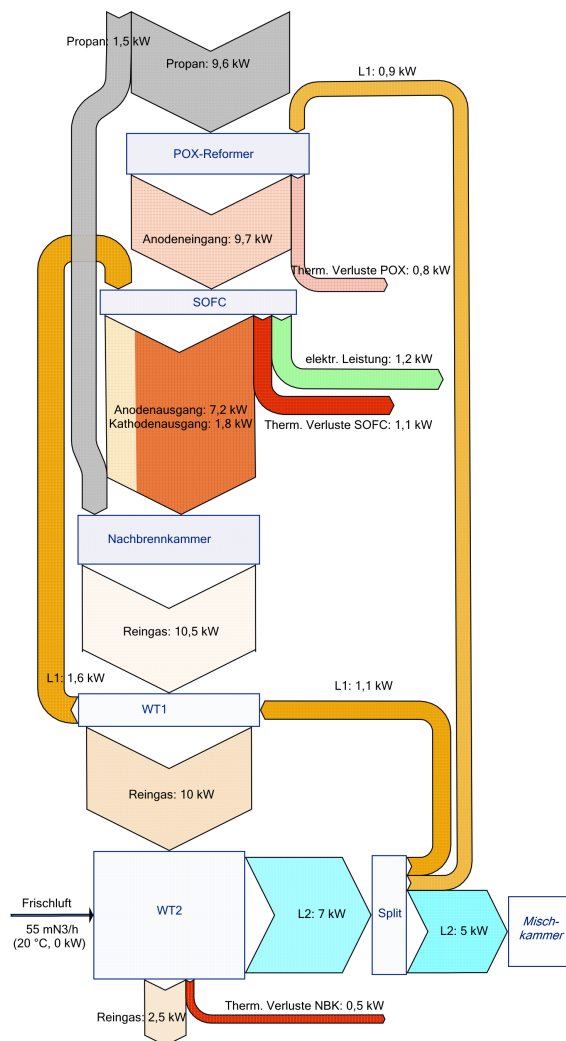 Propan: 1,5 kW
Propan: 9,6 kW
L1: 0,9 kW
POX-Reformer
Anodeneingang: 9,7 kW
Therm. Verluste POX: 0,8 kW
SOFC
elektr. Leistung: 1,2 kW
Anodenausgang: 7,2 kW
Kathodenausgang: 1,8 kW
Therm. Verluste SOFC: 1,1 kW
Nachbrennkammer
Reingas: 10,5 kW
L1: 1,6 kW
L1: 1,1 kW
WT1
Reingas: 10 kW
Frischluft
55 mN3/h
(20 °C, 0 kW)
WT2
L2: 7 kW
Split
L2: 5 kW
Misch-
kammer
Reingas: 2,5 kW
Therm. Verluste NBK: 0,5 kW